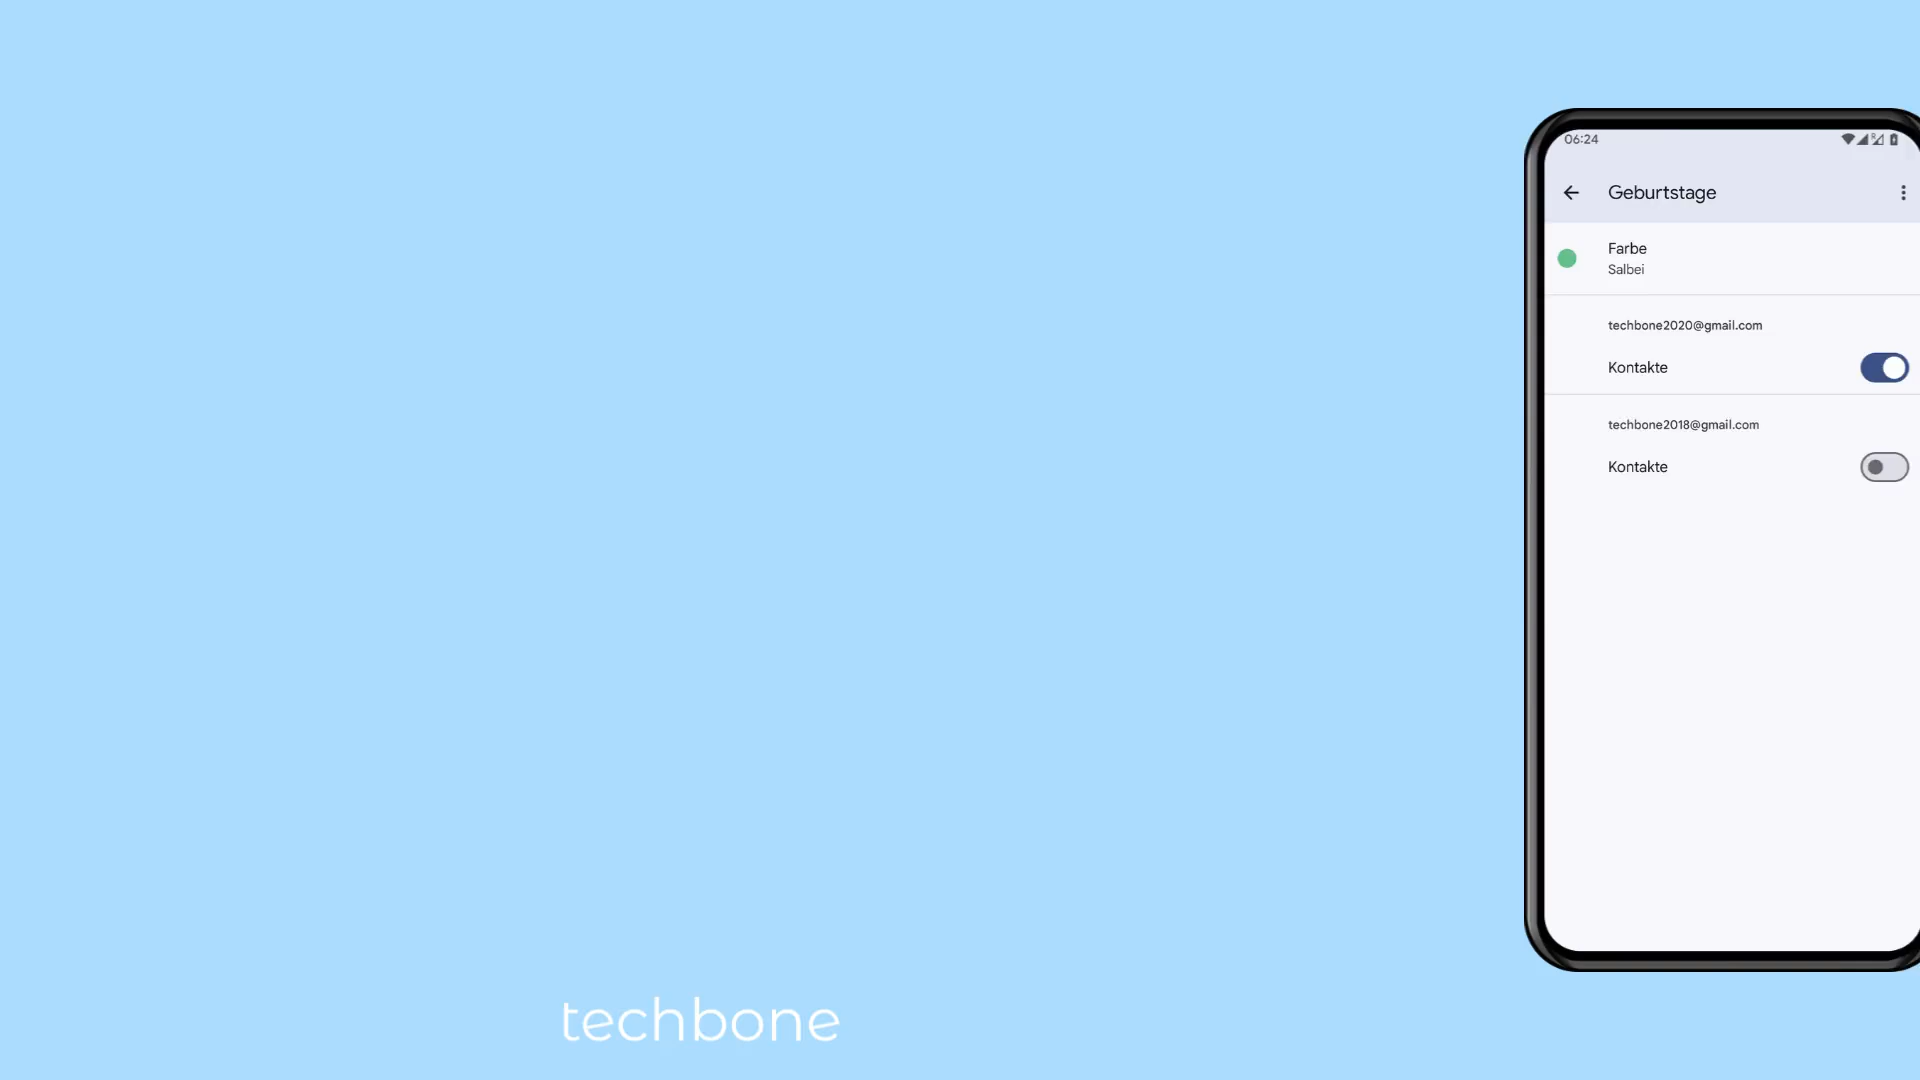 06:24
Geburtstage
Farbe
Salbei
techbone2020@gmail.com
Kontakte
techbone2018@gmail.com
Kontakte
techbone